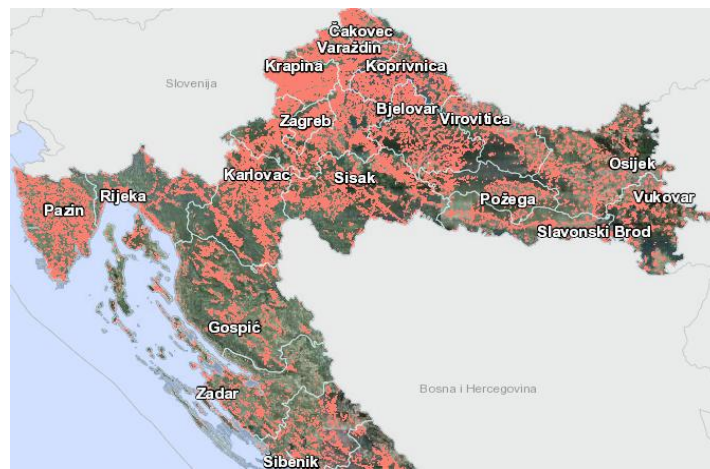 Čakovec
Varaždin
Krapina
Koprivnica
Slovenija
Bjelovar
Zagreb
Virovitica
Osijek
Karlovac
Sisak
Rijeka
Pazin
Požega
Vukovar
Slavonski Brod
Gospić
Bosna i Hercegovina
Zadar
Šibenik